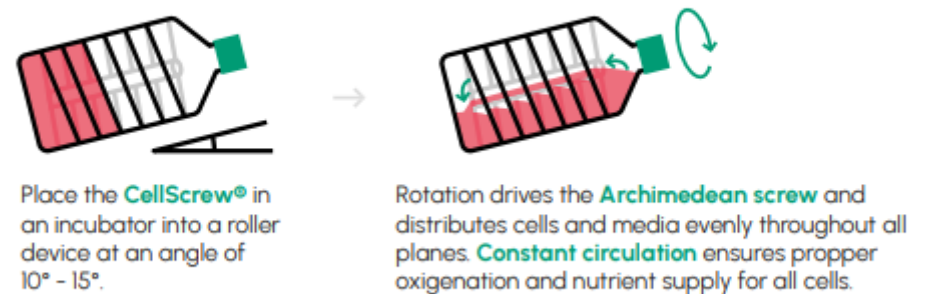 Place the CellScrew® in
an incubator into a roller
device at an angle of
10° - 15°.
Rotation drives the Archimedean screw and
distributes cells and media evenly throughout all
planes. Constant circulation ensures propper
oxigenation and nutrient supply for all cells.